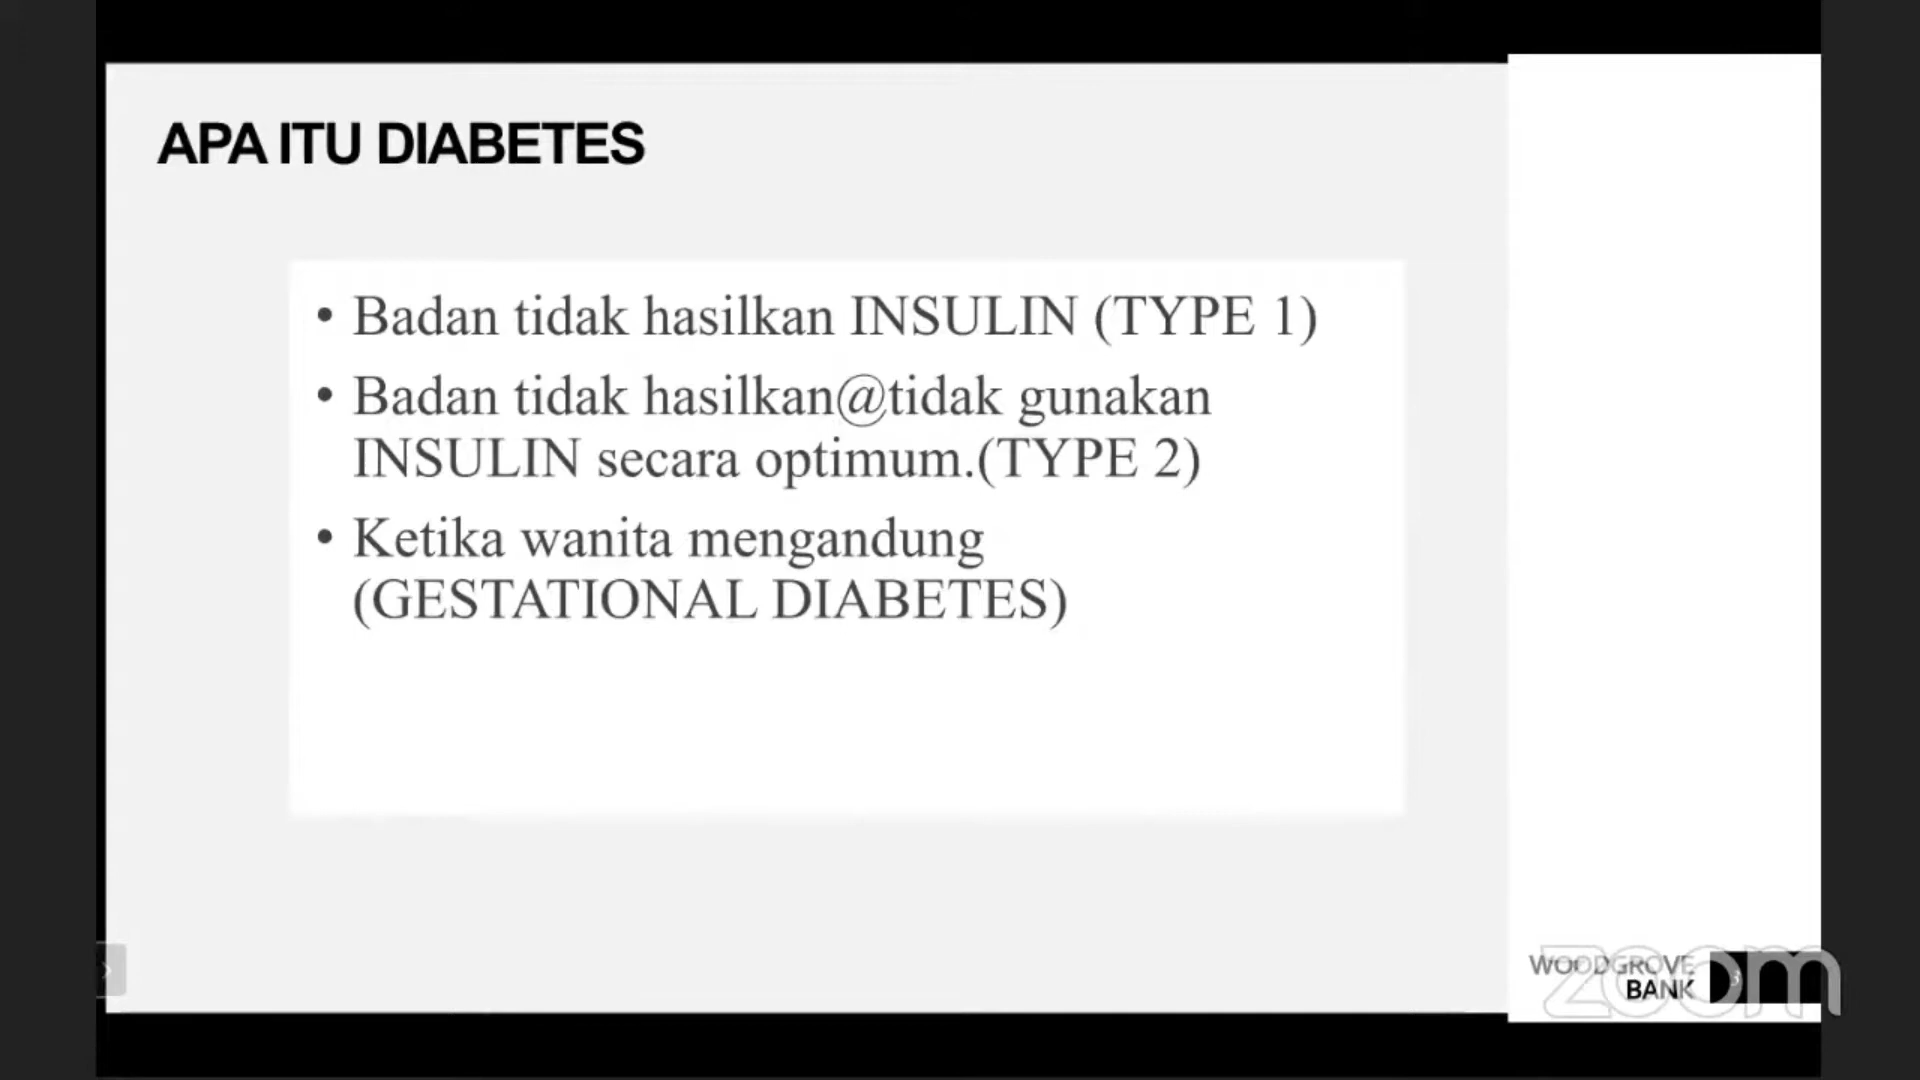 APA ITU DIABETES
• Badan tidak hasilkan INSULIN (TYPE 1)
• Badan tidak hasilkan@tidak gunakan
INSULIN secara optimum.(TYPE 2)
• Ketika wanita mengandung
(GESTATIONAL DIABETES)
WOODGROVE
BANK
3
zoom